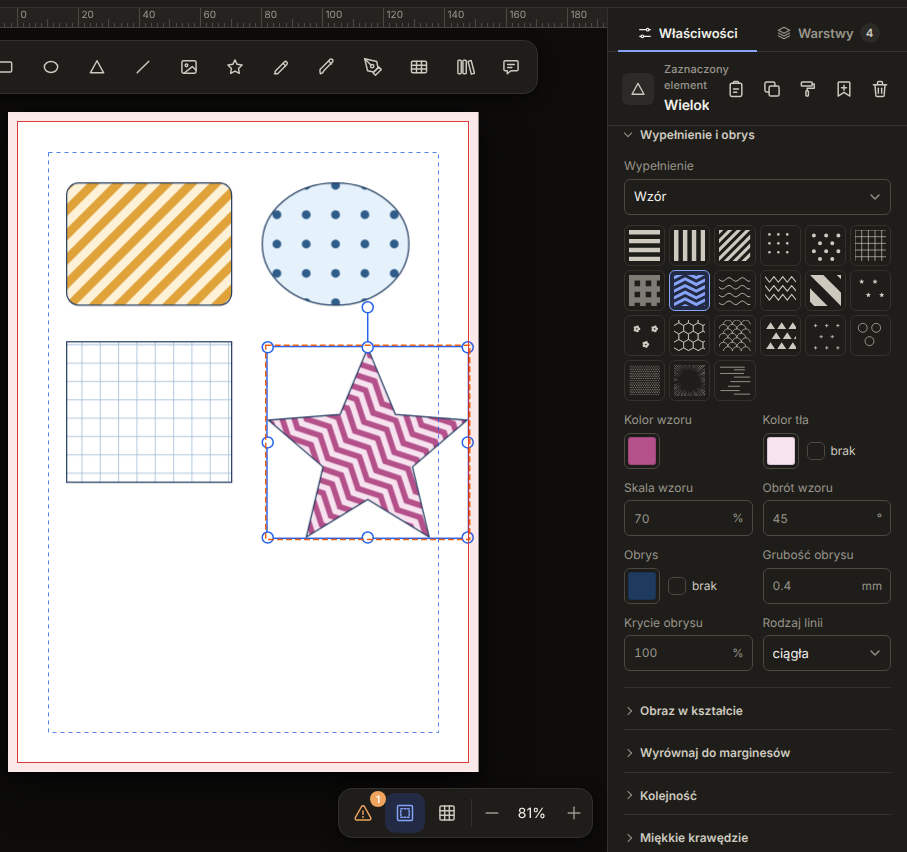 0 20 40 60 80 100 120 140 160 180
Właściwości
Warstwy 4
Zaznaczony
element
Wielok
Wypełnienie i obrys
Wypełnienie
Wzór
Kolor wzoru Kolor tła
brak
Skala wzoru Obrót wzoru
70 % 45 °
Obrys Grubość obrysu
brak 0.4 mm
Krycie obrysu Rodzaj linii
100 % ciągła
Obraz w kształcie
Wyrównaj do marginesów
Kolejność
Miękkie krawędzie
1
81%